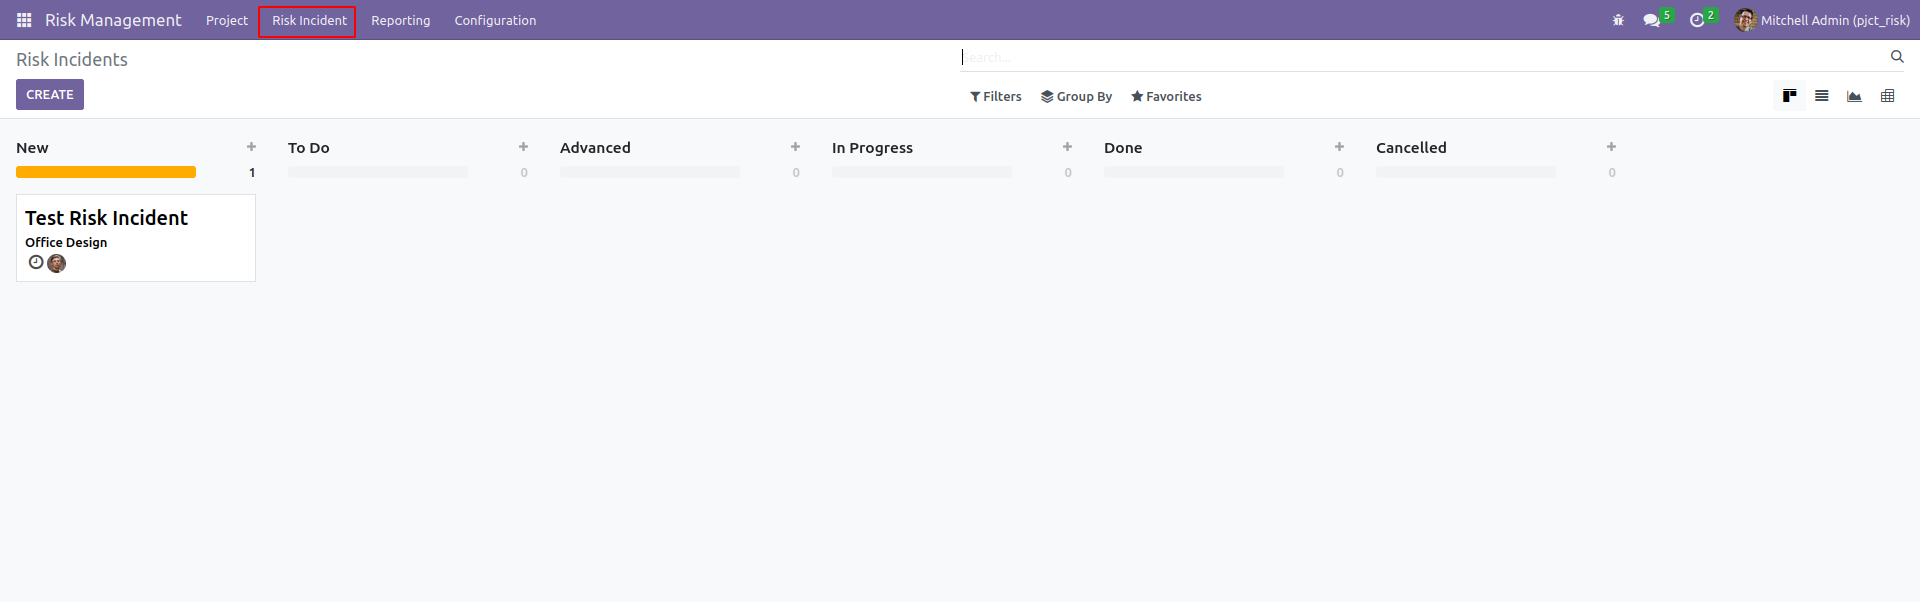 Risk Management Project Risk Incident Reporting Configuration 5 2 Mitchell Admin (pjct_risk)
Risk Incidents Search...
CREATE Filters Group By Favorites
New + To Do + Advanced + In Progress + Done + Cancelled +
1 0 0 0 0 0
Test Risk Incident
Office Design